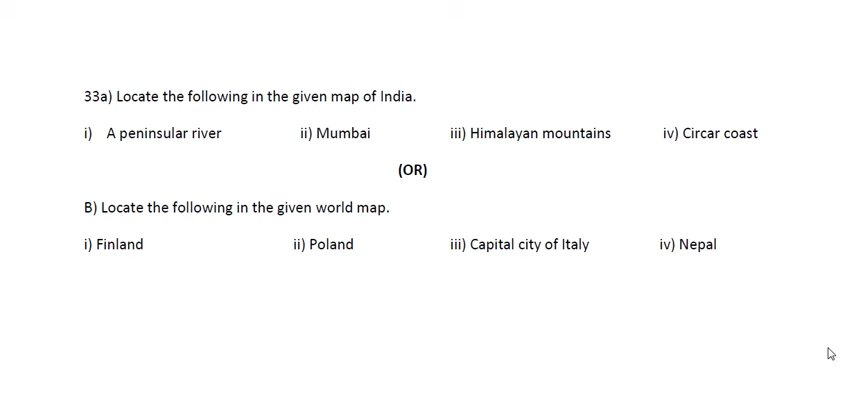 33a) Locate the following in the given map of India.
i) A peninsular river ii) Mumbai iii) Himalayan mountains iv) Circar coast
(OR)
B) Locate the following in the given world map.
i) Finland ii) Poland iii) Capital city of Italy iv) Nepal